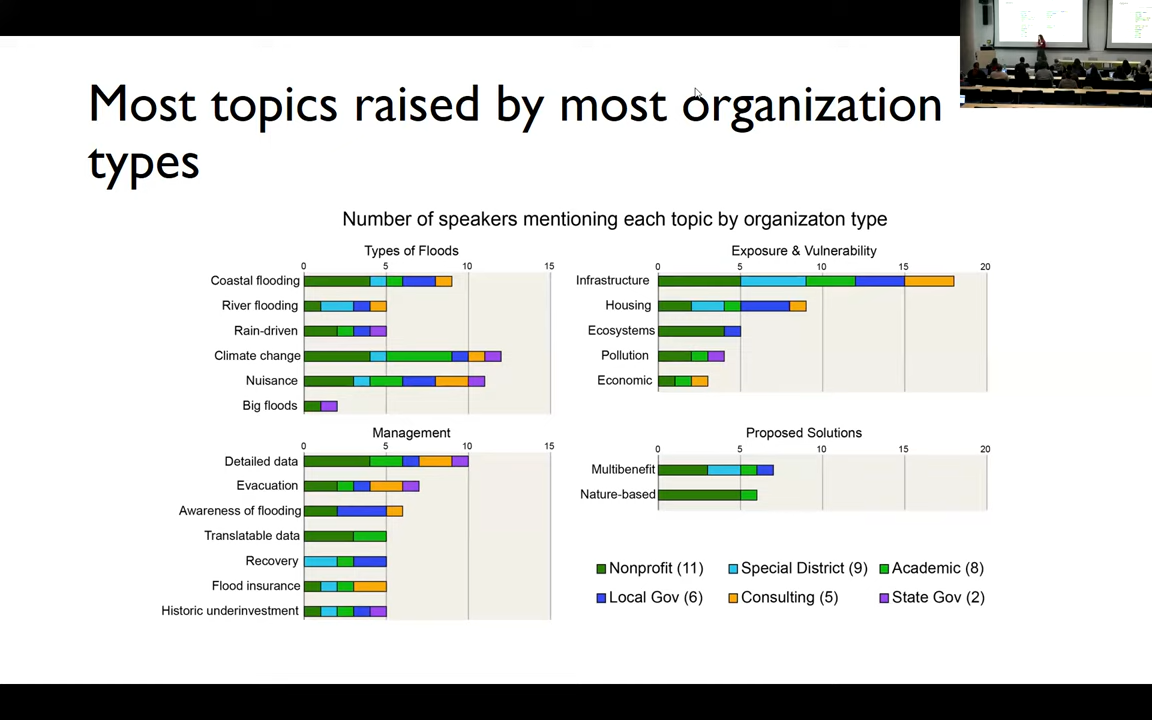 Most topics raised by most organization
types
Number of speakers mentioning each topic by organizaton type
Types of Floods
0 5 10 15
Coastal flooding
River flooding
Rain-driven
Climate change
Nuisance
Big floods
Exposure & Vulnerability
0 5 10 15 20
Infrastructure
Housing
Ecosystems
Pollution
Economic
Management
0 5 10 15
Detailed data
Evacuation
Awareness of flooding
Translatable data
Recovery
Flood insurance
Historic underinvestment
Proposed Solutions
0 5 10 15 20
Multibenefit
Nature-based
Nonprofit (11) Special District (9) Academic (8)
Local Gov (6) Consulting (5) State Gov (2)